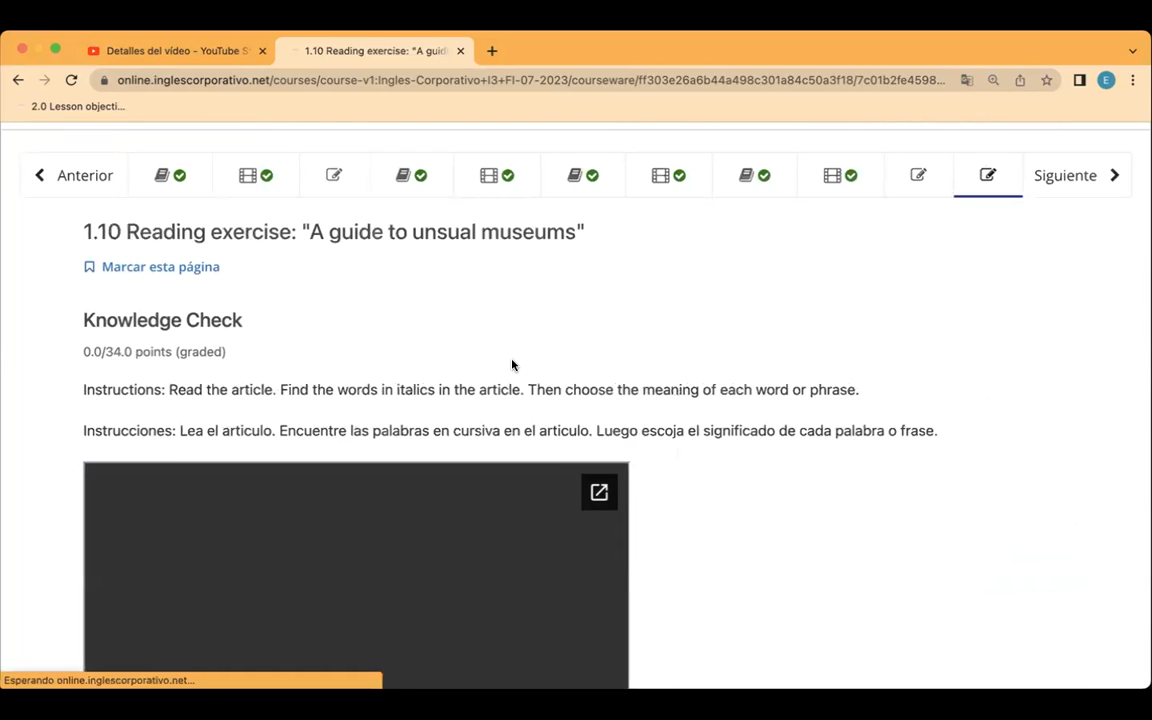 Detalles del vídeo - YouTube S
1.10 Reading exercise: "A guid
online.inglescorporativo.net/courses/course-v1:Ingles-Corporativo+I3+FI-07-2023/courseware/ff303e26a6b44a498c301a84c50a3f18/7c01b2fe4598...
E
2.0 Lesson objecti...
Anterior
Siguiente
1.10 Reading exercise: "A guide to unsual museums"
Marcar esta página
Knowledge Check
0.0/34.0 points (graded)
Instructions: Read the article. Find the words in italics in the article. Then choose the meaning of each word or phrase.
Instrucciones: Lea el articulo. Encuentre las palabras en cursiva en el articulo. Luego escoja el significado de cada palabra o frase.
Esperando online.inglescorporativo.net...